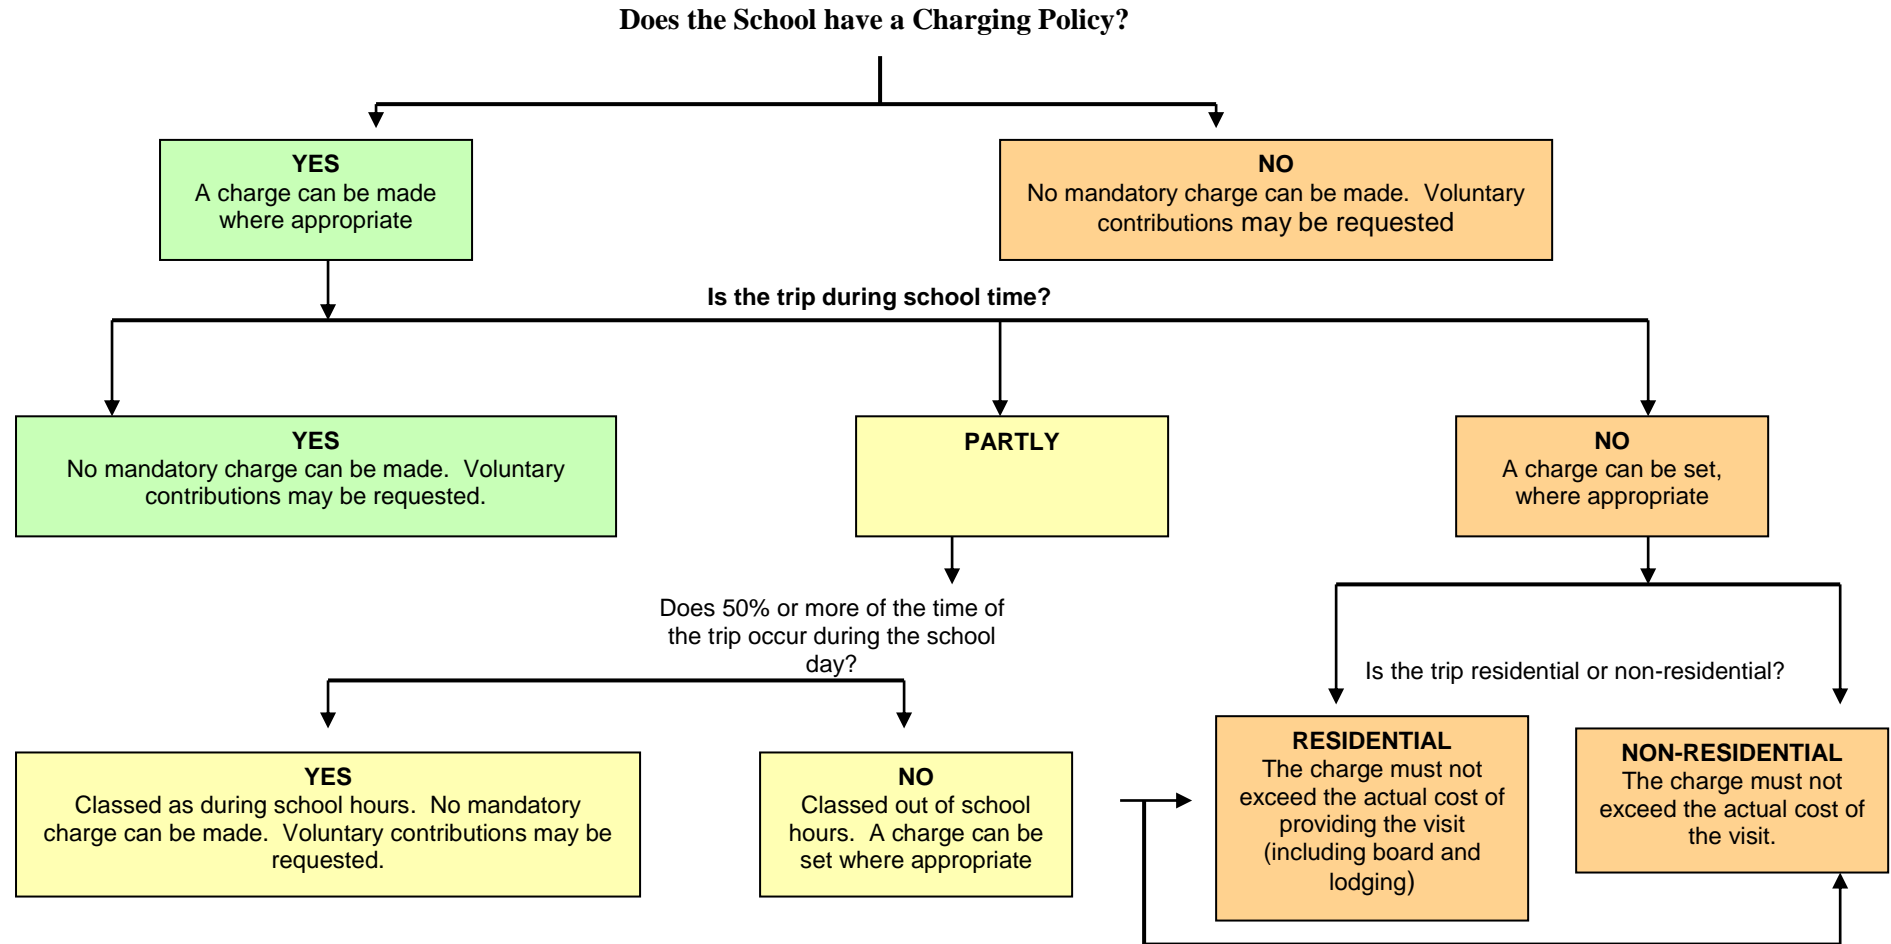 Does the School have a Charging Policy?
YES
A charge can be made
where appropriate
NO
No mandatory charge can be made.  Voluntary
contributions may be requested
Is the trip during school time?
YES
No mandatory charge can be made.  Voluntary
contributions may be requested.
PARTLY
NO
A charge can be set,
where appropriate
Does 50% or more of the time of
the trip occur during the school
day?
Is the trip residential or non-residential?
YES
Classed as during school hours.  No mandatory
charge can be made.  Voluntary contributions may be
requested.
NO
Classed out of school
hours.  A charge can be
set where appropriate
RESIDENTIAL
The charge must not
exceed the actual cost of
providing the visit
(including board and
lodging)
NON-RESIDENTIAL
The charge must not
exceed the actual cost of
the visit.